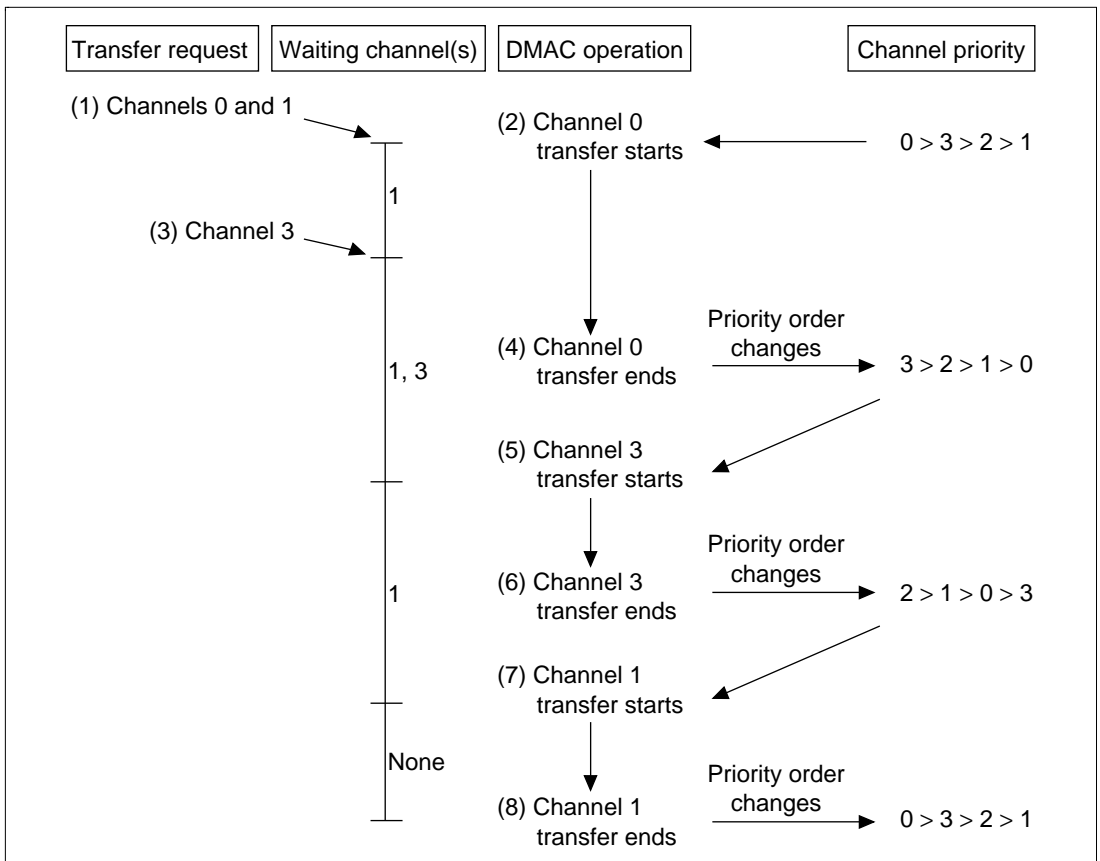 Transfer request
Waiting channel(s)
DMAC operation
Channel priority
(1) Channels 0 and 1
(2) Channel 0
transfer starts
0 > 3 > 2 > 1
1
(3) Channel 3
1, 3
(4) Channel 0
transfer ends
Priority order
changes
3 > 2 > 1 > 0
(5) Channel 3
transfer starts
1
(6) Channel 3
transfer ends
Priority order
changes
2 > 1 > 0 > 3
(7) Channel 1
transfer starts
None
(8) Channel 1
transfer ends
Priority order
changes
0 > 3 > 2 > 1